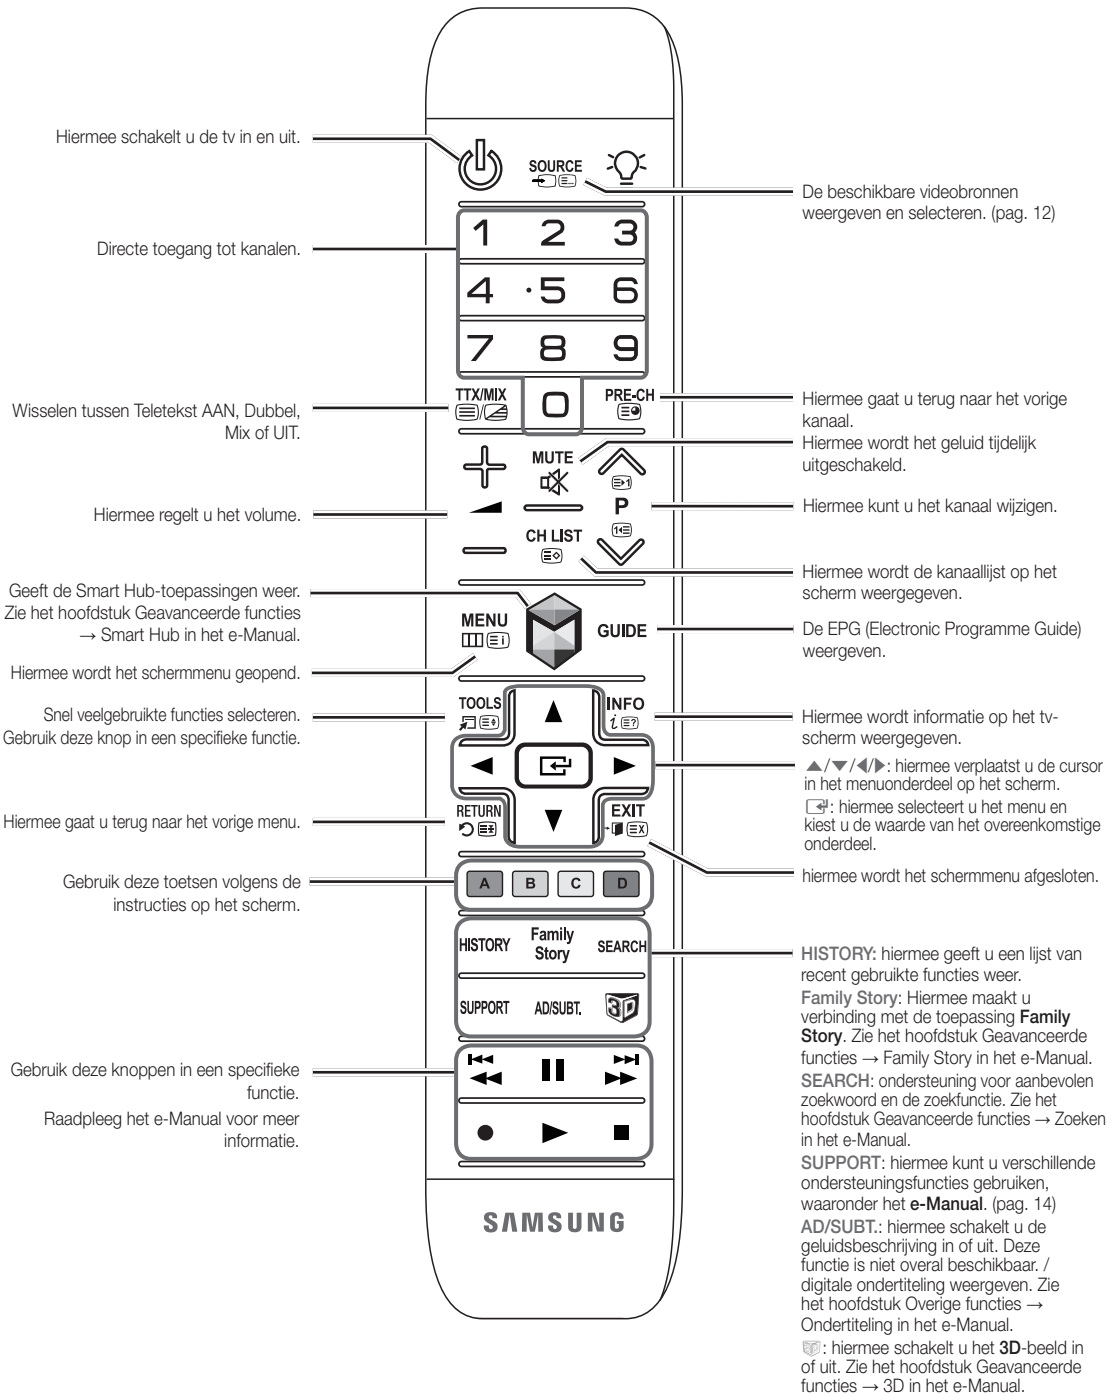 Hiermee schakelt u de tv in en uit.
SOURCE
De beschikbare videobronnen
weergeven en selecteren. (pag. 12)
Directe toegang tot kanalen.
1 2 3
4 ·5 6
7 8 9
TTX/MIX 0 PRE-CH
Wisselen tussen Teletekst AAN, Dubbel,
Mix of UIT.
Hiermee gaat u terug naar het vorige
kanaal.
MUTE
Hiermee wordt het geluid tijdelijk
uitgeschakeld.
Hiermee regelt u het volume.
P
Hiermee kunt u het kanaal wijzigen.
CH LIST
Hiermee wordt de kanaallijst op het
scherm weergegeven.
Geeft de Smart Hub-toepassingen weer.
Zie het hoofdstuk Geavanceerde functies
→ Smart Hub in het e-Manual.
MENU GUIDE
De EPG (Electronic Programme Guide)
weergeven.
Hiermee wordt het schermmenu geopend.
TOOLS INFO
Snel veelgebruikte functies selecteren.
Gebruik deze knop in een specifieke functie.
Hiermee wordt informatie op het tv-
scherm weergegeven.
▲/▼/◀/▶: hiermee verplaatst u de cursor
in het menuonderdeel op het scherm.
: hiermee selecteert u het menu en
kiest u de waarde van het overeenkomstige
onderdeel.
RETURN EXIT
Hiermee gaat u terug naar het vorige menu.
hiermee wordt het schermmenu afgesloten.
A B C D
Gebruik deze toetsen volgens de
instructies op het scherm.
HISTORY Family Story SEARCH
SUPPORT AD/SUBT. 3D
HISTORY: hiermee geeft u een lijst van
recent gebruikte functies weer.
Family Story: Hiermee maakt u
verbinding met de toepassing Family
Story. Zie het hoofdstuk Geavanceerde
functies → Family Story in het e-Manual.
SEARCH: ondersteuning voor aanbevolen
zoekwoord en de zoekfunctie. Zie het
hoofdstuk Geavanceerde functies → Zoeken
in het e-Manual.
SUPPORT: hiermee kunt u verschillende
ondersteuningsfuncties gebruiken,
waaronder het e-Manual. (pag. 14)
AD/SUBT.: hiermee schakelt u de
geluidsbeschrijving in of uit. Deze
functie is niet overal beschikbaar. /
digitale ondertiteling weergeven. Zie
het hoofdstuk Overige functies →
Ondertiteling in het e-Manual.
: hiermee schakelt u het 3D-beeld in
of uit. Zie het hoofdstuk Geavanceerde
functies → 3D in het e-Manual.
Gebruik deze knoppen in een specifieke
functie.
Raadpleeg het e-Manual voor meer
informatie.
SAMSUNG